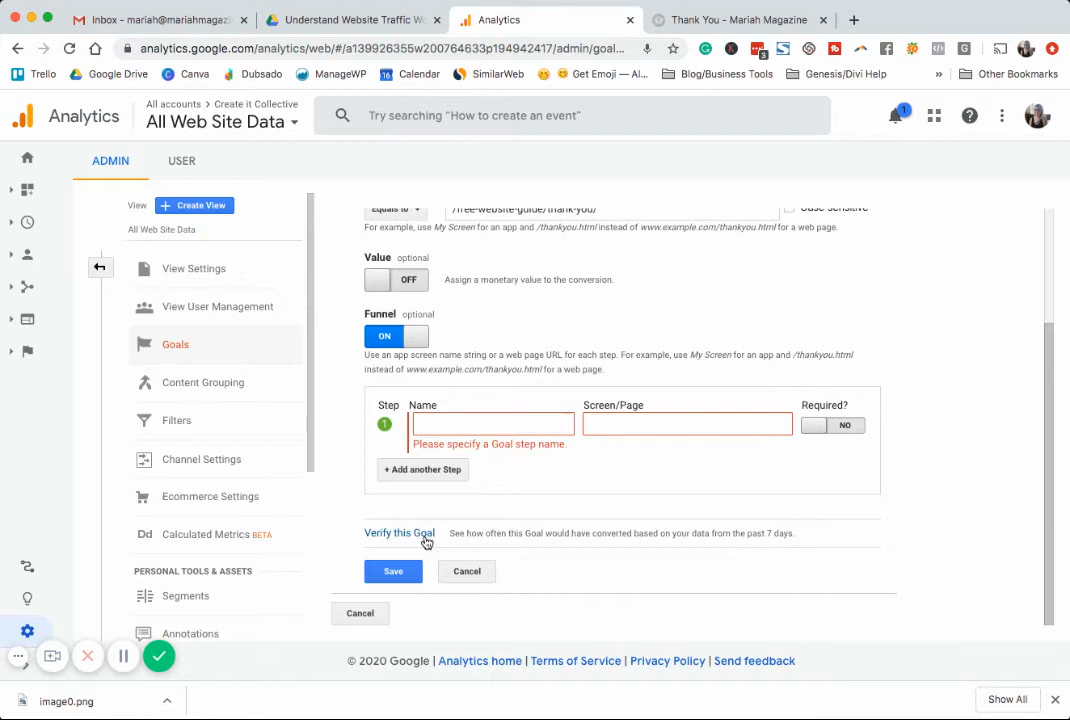 Inbox - mariah@mariahmagazi
Understand Website Traffic Wo
Analytics
Thank You - Mariah Magazine
analytics.google.com/analytics/web/#/a139926355w200764633p194942417/admin/goal...
3
Trello
Google Drive
Canva
Dubsado
ManageWP
16
Calendar
SimilarWeb
Get Emoji — Al...
Blog/Business Tools
Genesis/Divi Help
»
Other Bookmarks
Analytics
All accounts > Create it Collective
All Web Site Data
Try searching "How to create an event"
1
ADMIN
USER
View
+ Create View
All Web Site Data
View Settings
View User Management
Goals
Content Grouping
Filters
Channel Settings
Ecommerce Settings
Dd Calculated Metrics BETA
PERSONAL TOOLS & ASSETS
Segments
Annotations
Equals to
/free-website-guide/thank-you/
Case sensitive
For example, use My Screen for an app and /thankyou.html instead of www.example.com/thankyou.html for a web page.
Value optional
OFF
Assign a monetary value to the conversion.
Funnel optional
ON
Use an app screen name string or a web page URL for each step. For example, use My Screen for an app and /thankyou.html
instead of www.example.com/thankyou.html for a web page.
Step
Name
Screen/Page
Required?
1
NO
Please specify a Goal step name.
+ Add another Step
Verify this Goal
See how often this Goal would have converted based on your data from the past 7 days.
Save
Cancel
Cancel
© 2020 Google | Analytics home | Terms of Service | Privacy Policy | Send feedback
image0.png
Show All